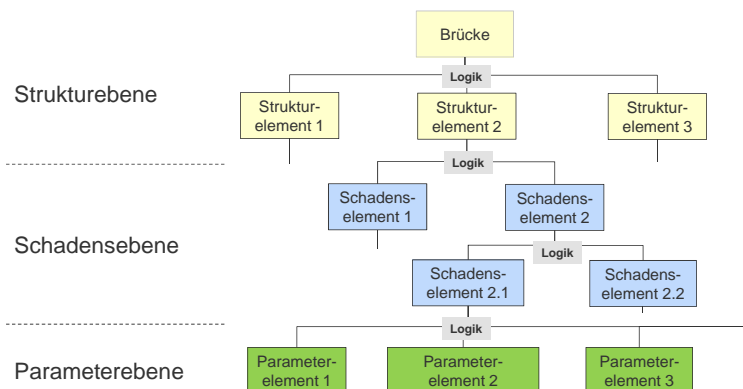 Brücke
Logik
Strukturebene
Struktur-
element 1
Struktur-
element 2
Struktur-
element 3
Logik
Schadens-
element 1
Schadens-
element 2
Schadensebene
Logik
Schadens-
element 2.1
Schadens-
element 2.2
Logik
Parameterebene
Parameter-
element 1
Parameter-
element 2
Parameter-
element 3